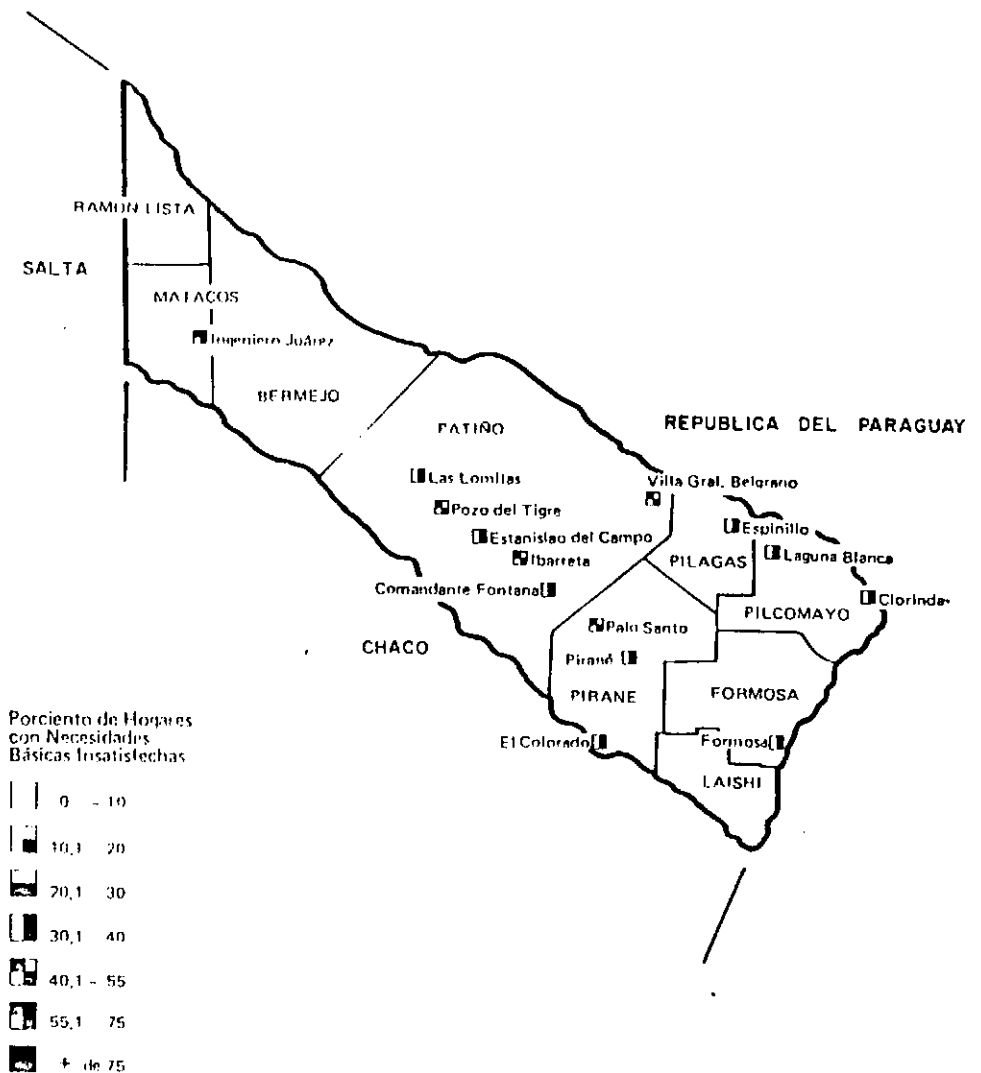 RAMON LISTA
SALTA
MATACOS
Ingeniero Juárez
BERMEJO
PATIÑO
REPUBLICA DEL PARAGUAY
Las Lomitas
Villa Gral. Belgrano
Pozo del Tigre
Espinillo
Estanislao del Campo
Laguna Blanca
Ibarreta
PILAGAS
Comandante Fontana
Clorinda
PILCOMAYO
Palo Santo
CHACO
Pirané
PIRANE
FORMOSA
El Colorado
Formosa
LAISHI
Porciento de Hogares
con Necesidades
Básicas Insatisfechas
0 - 10
10,1 20
20,1 30
30,1 40
40,1 - 55
55,1 75
+ de 75